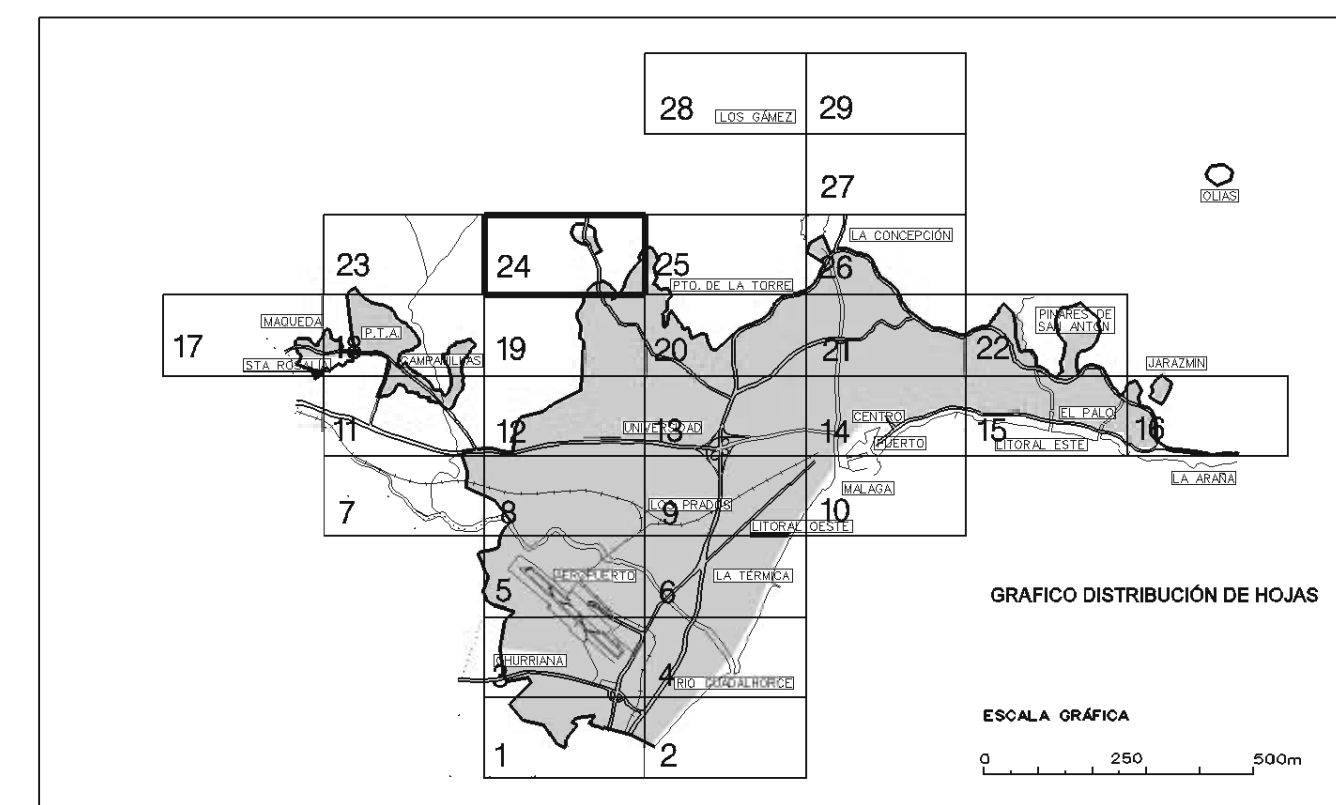 28
LOS GÁMEZ
29
27
OLIAS
23
24
25
LA CONCEPCIÓN
26
PTO. DE LA TORRE
17
MAQUEDA
P.T.A.
18
STA ROSALIA
CAMPANILLAS
19
20
21
22
PINARES DE
SAN ANTÓN
JARAZMIN
11
12
UNIVERSIDAD
13
14
CENTRO
PUERTO
15
EL PALO
LITORAL ESTE
16
LA ARAÑA
MALAGA
7
8
LOS PRADOS
9
10
LITORAL OESTE
5
AEROPUERTO
6
LA TÉRMICA
GRAFICO DISTRIBUCIÓN DE HOJAS
CHURRIANA
3
4
RIO GUADALHORCE
ESCALA GRÁFICA
1
2
0 250 500m